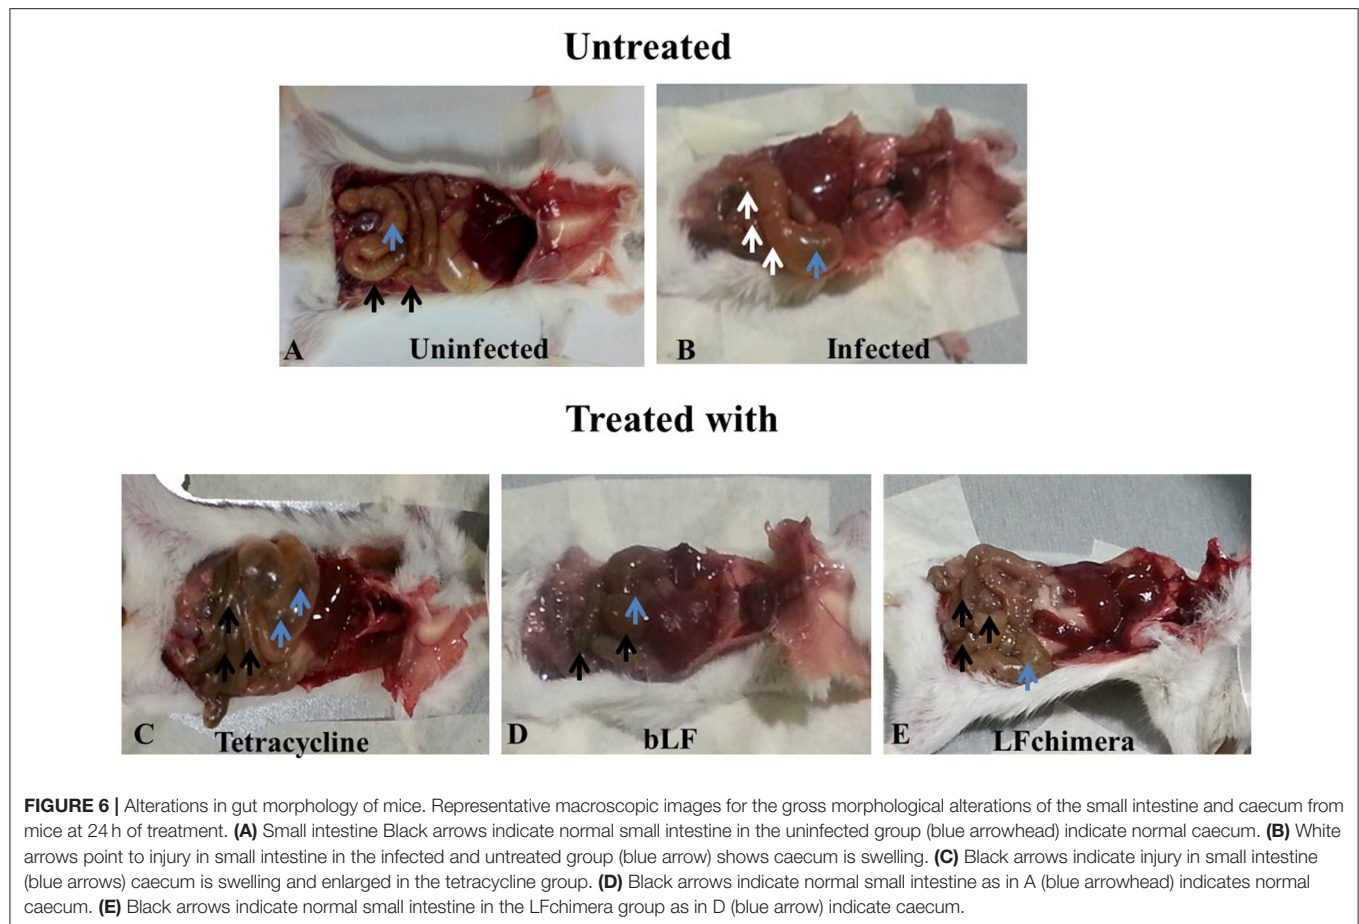 Untreated
A Uninfected
B Infected
Treated with
C Tetracycline
D bLF
E LFchimera
FIGURE 6 | Alterations in gut morphology of mice. Representative macroscopic images for the gross morphological alterations of the small intestine and caecum from
mice at 24 h of treatment. (A) Small intestine Black arrows indicate normal small intestine in the uninfected group (blue arrowhead) indicate normal caecum. (B) White
arrows point to injury in small intestine in the infected and untreated group (blue arrow) shows caecum is swelling. (C) Black arrows indicate injury in small intestine
(blue arrows) caecum is swelling and enlarged in the tetracycline group. (D) Black arrows indicate normal small intestine as in A (blue arrowhead) indicates normal
caecum. (E) Black arrows indicate normal small intestine in the LFchimera group as in D (blue arrow) indicate caecum.